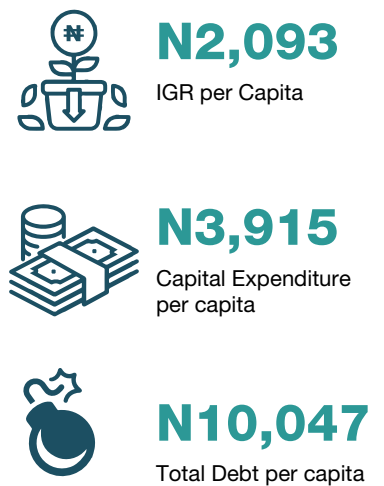 ₦
N2,093
IGR per Capita
N3,915
Capital Expenditure
per capita
N10,047
Total Debt per capita